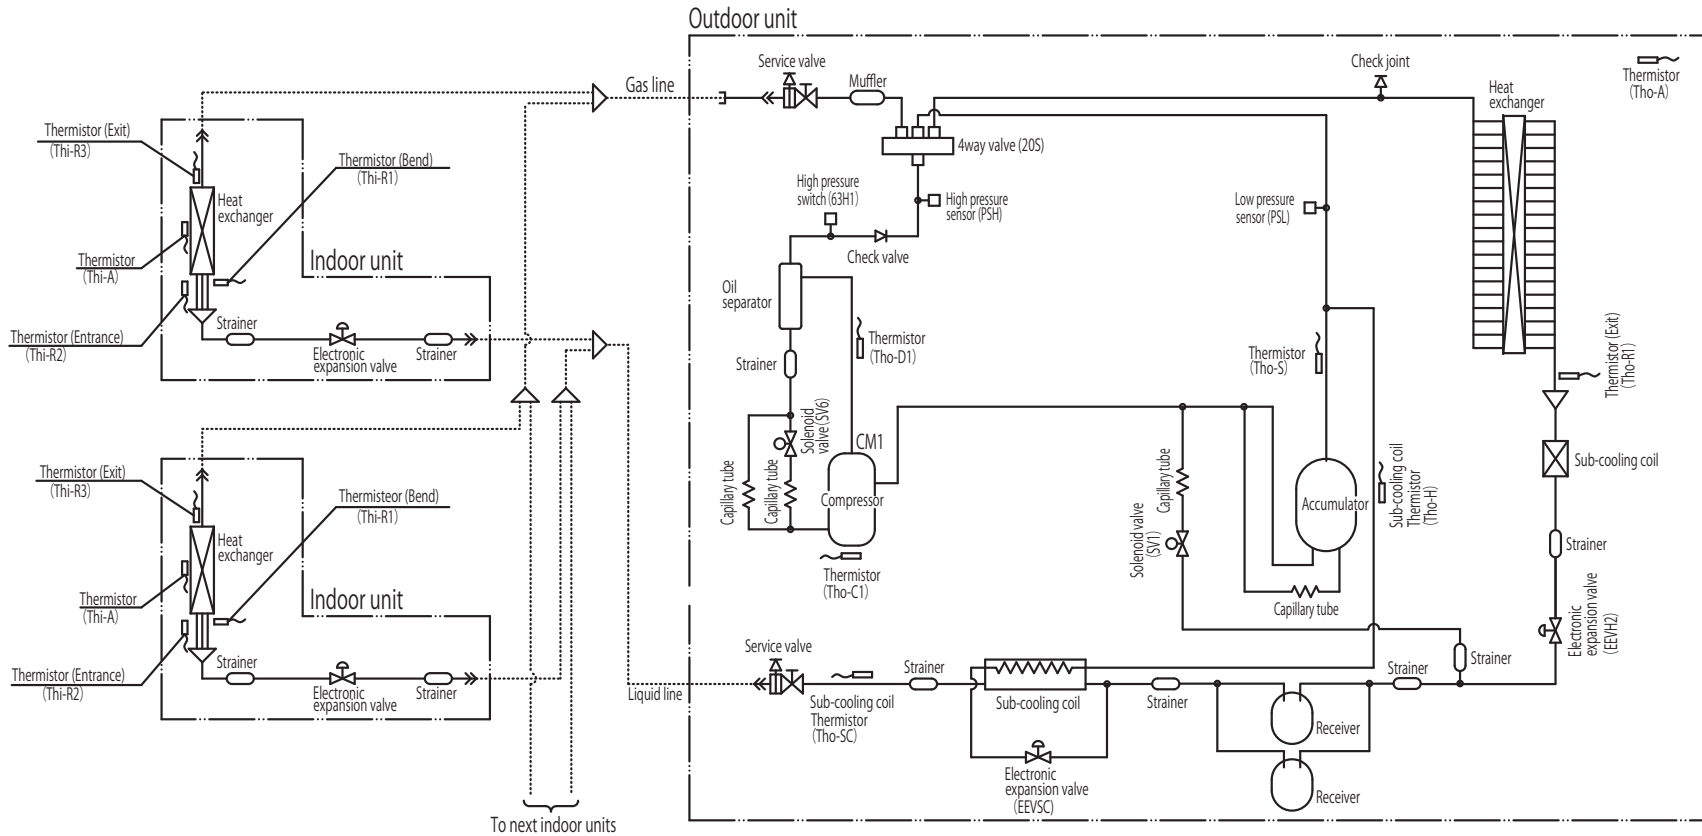 Outdoor unit
Service valve
Muffler
Gas line
4way valve (20S)
Check joint
Heat
exchanger
Thermistor
(Tho-A)
Thermistor (Exit)
(Thi-R3)
Thermistor (Bend)
(Thi-R1)
Heat
exchanger
Thermistor
(Thi-A)
Indoor unit
Thermistor (Entrance)
(Thi-R2)
Strainer
Electronic
expansion valve
Strainer
High pressure
switch (63H1)
High pressure
sensor (PSH)
Check valve
Low pressure
sensor (PSL)
Oil
separator
Thermistor
(Tho-D1)
Strainer
Solenoid
valve (SV6)
CM1
Capillary tube
Capillary tube
Compressor
Thermistor
(Tho-C1)
Thermistor
(Tho-S)
Capillary tube
Solenoid valve
(SV1)
Accumulator
Capillary tube
Sub-cooling coil
Thermistor
(Tho-H)
Thermistor (Exit)
(Tho-R1)
Sub-cooling coil
Strainer
Electronic
expansion valve
(EEVH2)
Thermistor (Exit)
(Thi-R3)
Thermisteor (Bend)
(Thi-R1)
Heat
exchanger
Thermistor
(Thi-A)
Indoor unit
Thermistor (Entrance)
(Thi-R2)
Strainer
Electronic
expansion valve
Strainer
Liquid line
Service valve
Sub-cooling coil
Thermistor
(Tho-SC)
Strainer
Sub-cooling coil
Electronic
expansion valve
(EEVSC)
Strainer
Receiver
Receiver
Strainer
Strainer
To next indoor units